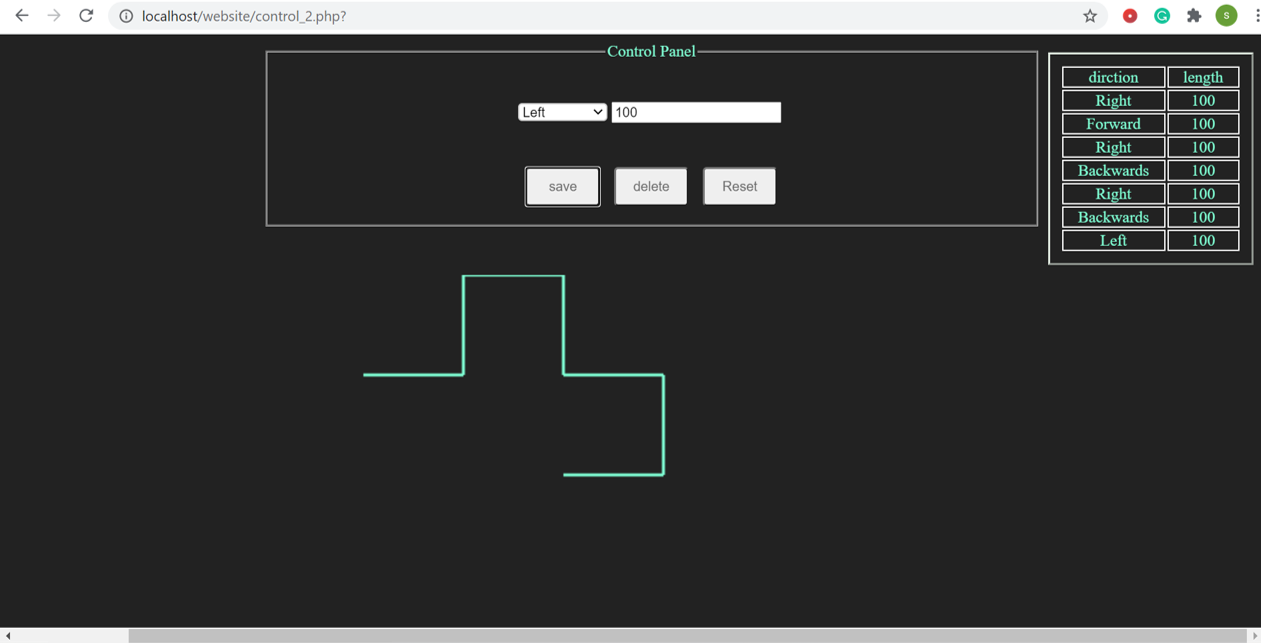 localhost/website/control_2.php?
S
Control Panel
Left 100
save delete Reset
dirction length
Right 100
Forward 100
Right 100
Backwards 100
Right 100
Backwards 100
Left 100